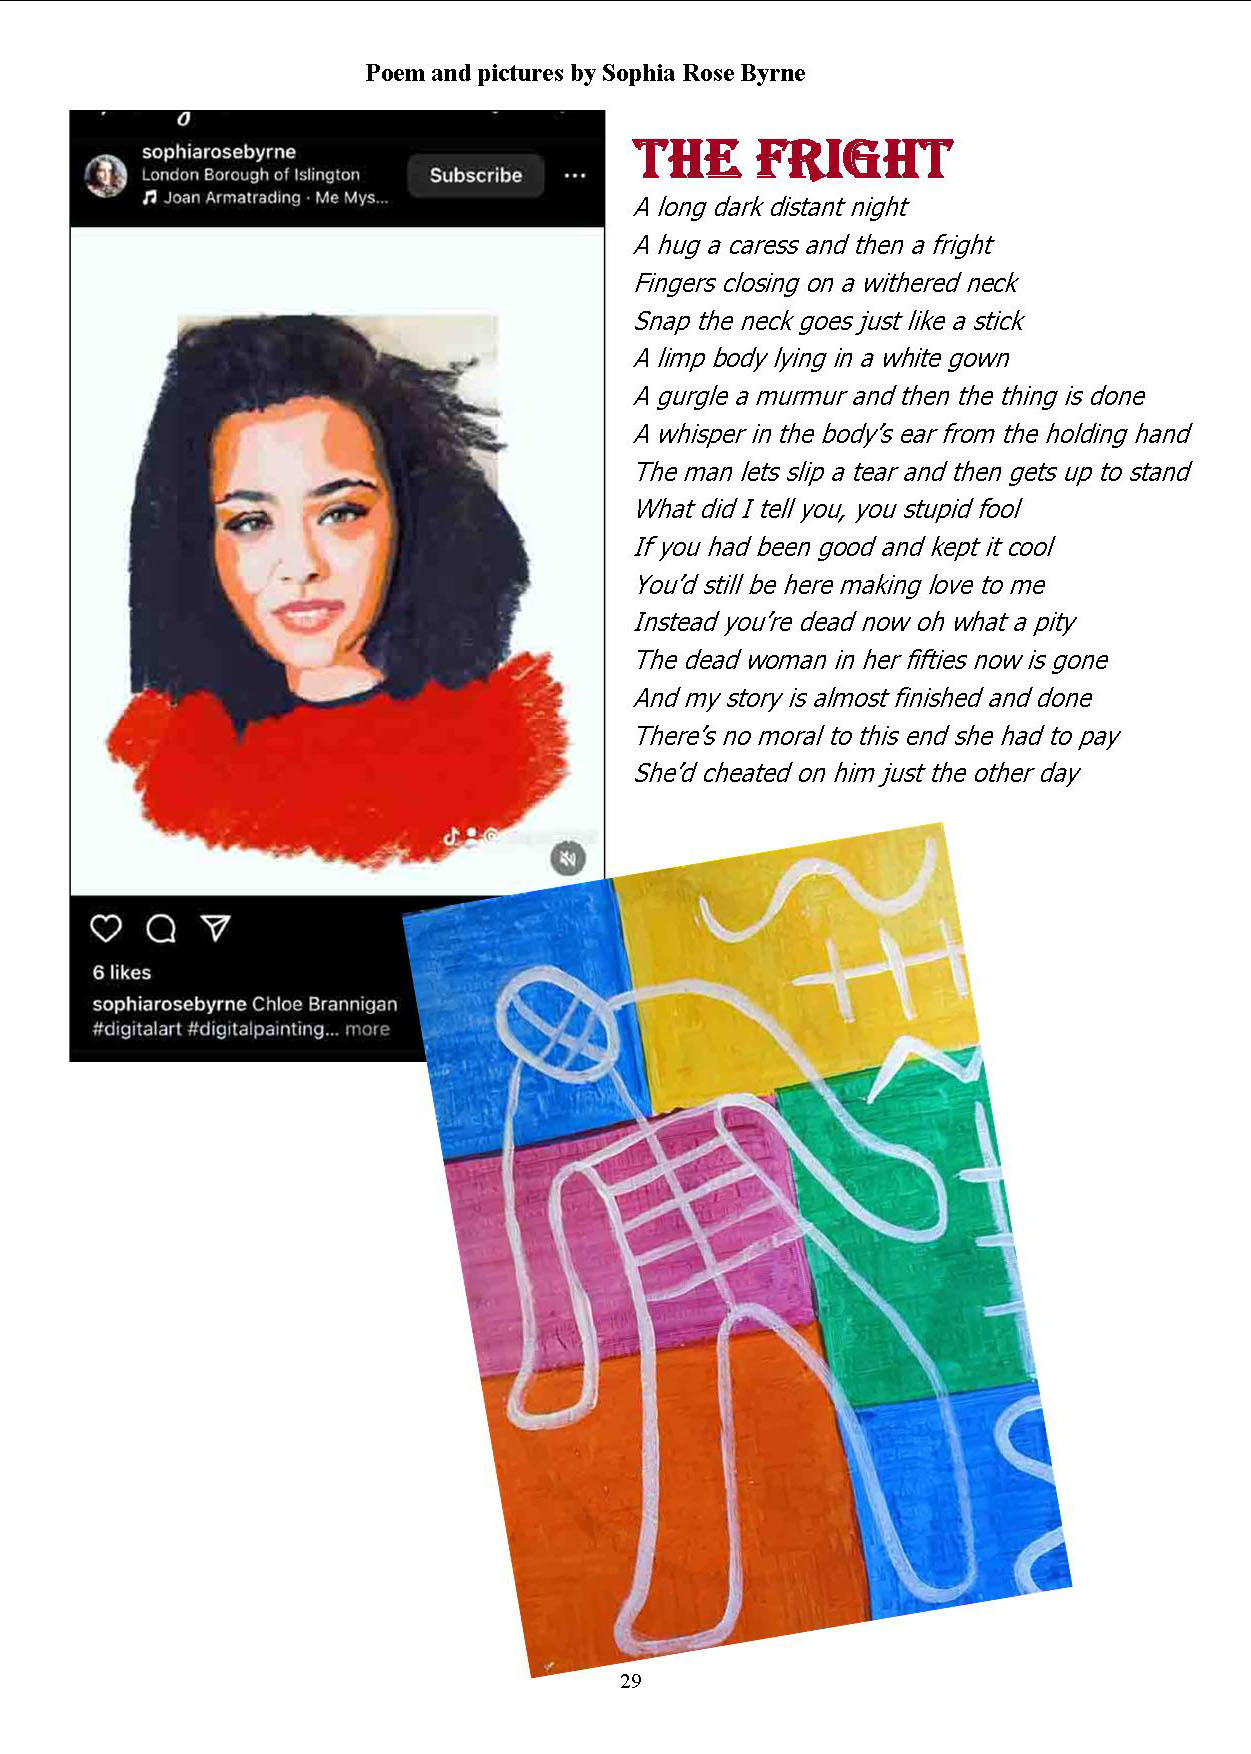 Poem and pictures by Sophia Rose Byrne
sophiarosebyrne
London Borough of Islington
Joan Armatrading · Me Mys...
Subscribe
THE FRIGHT
A long dark distant night
A hug a caress and then a fright
Fingers closing on a withered neck
Snap the neck goes just like a stick
A limp body lying in a white gown
A gurgle a murmur and then the thing is done
A whisper in the body’s ear from the holding hand
The man lets slip a tear and then gets up to stand
What did I tell you, you stupid fool
If you had been good and kept it cool
You’d still be here making love to me
Instead you’re dead now oh what a pity
The dead woman in her fifties now is gone
And my story is almost finished and done
There’s no moral to this end she had to pay
She’d cheated on him just the other day
6 likes
sophiarosebyrne Chloe Brannigan
#digitalart #digitalpainting... more
29